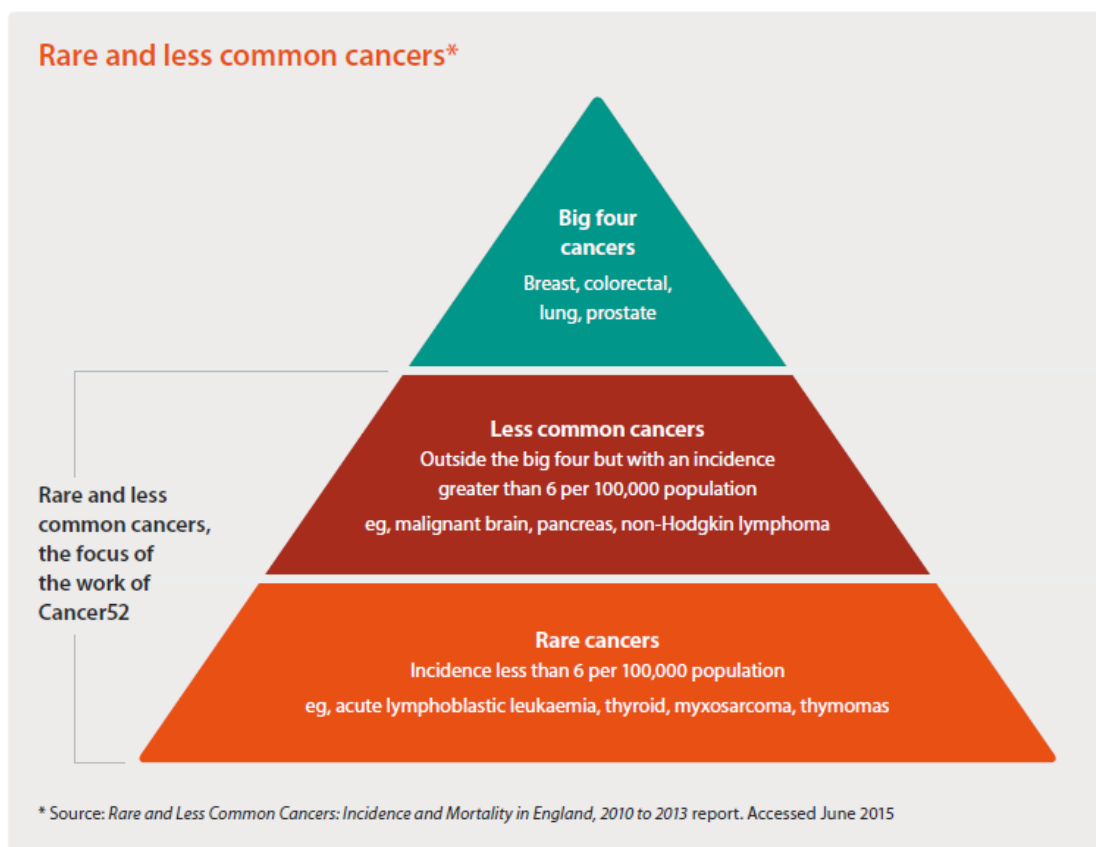 Rare and less common cancers*
Big four
cancers
Breast, colorectal,
lung, prostate
Less common cancers
Outside the big four but with an incidence
greater than 6 per 100,000 population
eg, malignant brain, pancreas, non-Hodgkin lymphoma
Rare and less
common cancers,
the focus of
the work of
Cancer52
Rare cancers
Incidence less than 6 per 100,000 population
eg, acute lymphoblastic leukaemia, thyroid, myxosarcoma, thymomas
* Source: Rare and Less Common Cancers: Incidence and Mortality in England, 2010 to 2013 report. Accessed June 2015